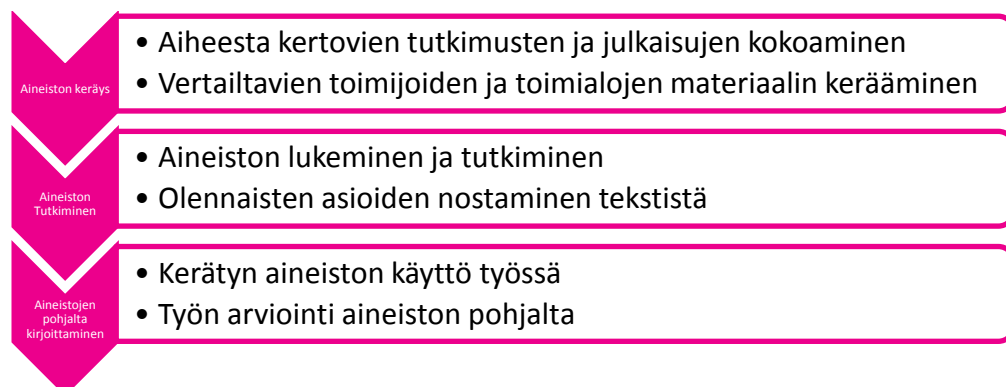 Aineiston keräys
• Aiheesta kertovien tutkimusten ja julkaisujen kokoaminen
• Vertailtavien toimijoiden ja toimialojen materiaalin kerääminen
Aineiston
Tutkiminen
• Aineiston lukeminen ja tutkiminen
• Olennaisten asioiden nostaminen tekstistä
Aineistojen
pohjalta
kirjoittaminen
• Kerätyn aineiston käyttö työssä
• Työn arviointi aineiston pohjalta